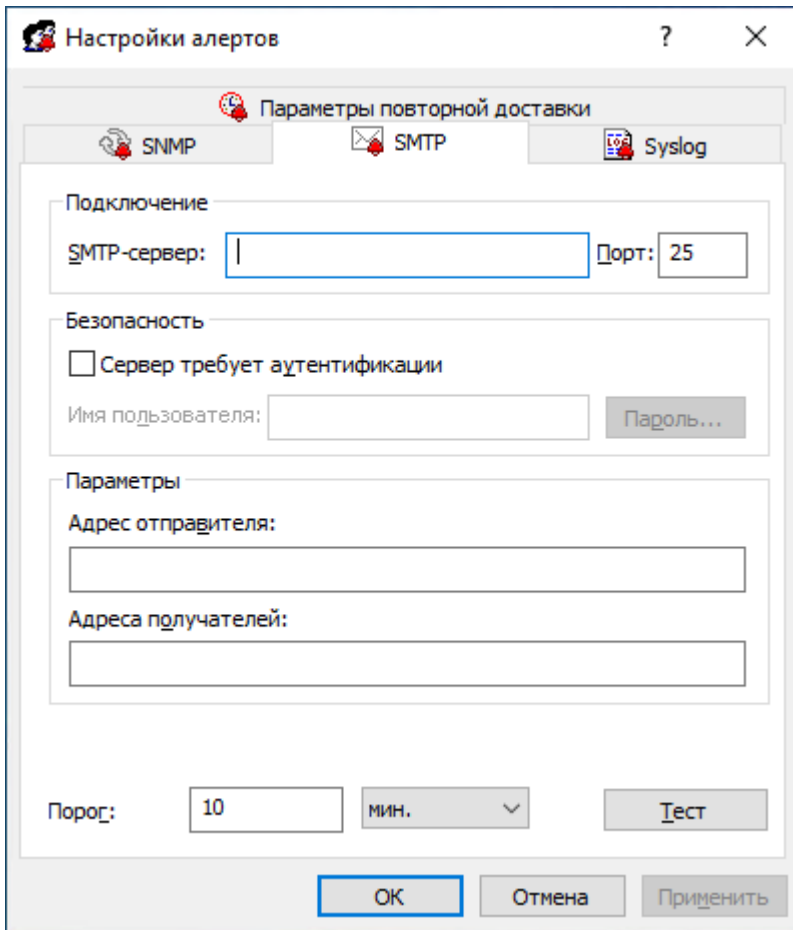 Настройки алертов
Параметры повторной доставки
SNMP SMTP Syslog
Подключение
SMTP-сервер: Порт: 25
Безопасность
Сервер требует аутентификации
Имя пользователя: Пароль...
Параметры
Адрес отправителя:
Адреса получателей:
Порог: 10 мин. Тест
ОК Отмена Применить